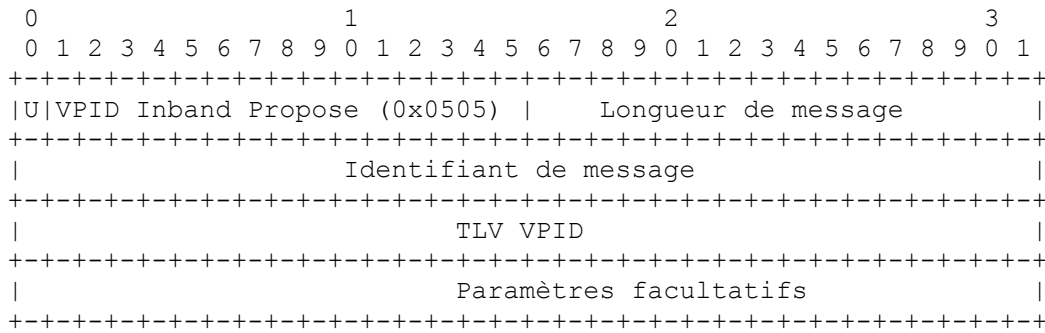 0                   1                   2                   3
 0 1 2 3 4 5 6 7 8 9 0 1 2 3 4 5 6 7 8 9 0 1 2 3 4 5 6 7 8 9 0 1
+-+-+-+-+-+-+-+-+-+-+-+-+-+-+-+-+-+-+-+-+-+-+-+-+-+-+-+-+-+-+-+-+
|U|VPID Inband Propose (0x0505) |    Longueur de message        |
+-+-+-+-+-+-+-+-+-+-+-+-+-+-+-+-+-+-+-+-+-+-+-+-+-+-+-+-+-+-+-+-+
|                    Identifiant de message                     |
+-+-+-+-+-+-+-+-+-+-+-+-+-+-+-+-+-+-+-+-+-+-+-+-+-+-+-+-+-+-+-+-+
|                           TLV VPID                            |
+-+-+-+-+-+-+-+-+-+-+-+-+-+-+-+-+-+-+-+-+-+-+-+-+-+-+-+-+-+-+-+-+
|                           Paramètres facultatifs              |
+-+-+-+-+-+-+-+-+-+-+-+-+-+-+-+-+-+-+-+-+-+-+-+-+-+-+-+-+-+-+-+-+